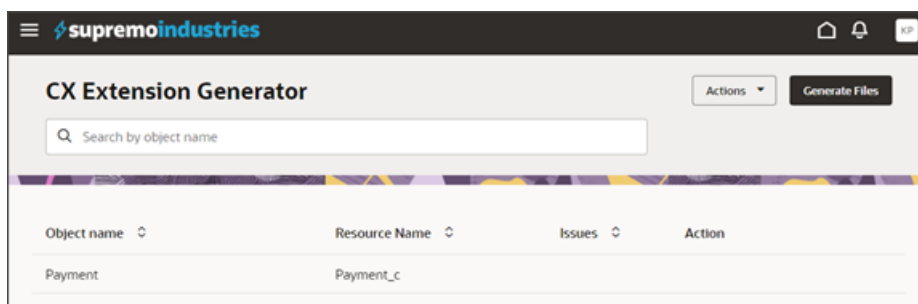 supremoindustries
KP
CX Extension Generator
Actions
Generate Files
Search by object name
Object name Resource Name Issues Action
Payment Payment_c